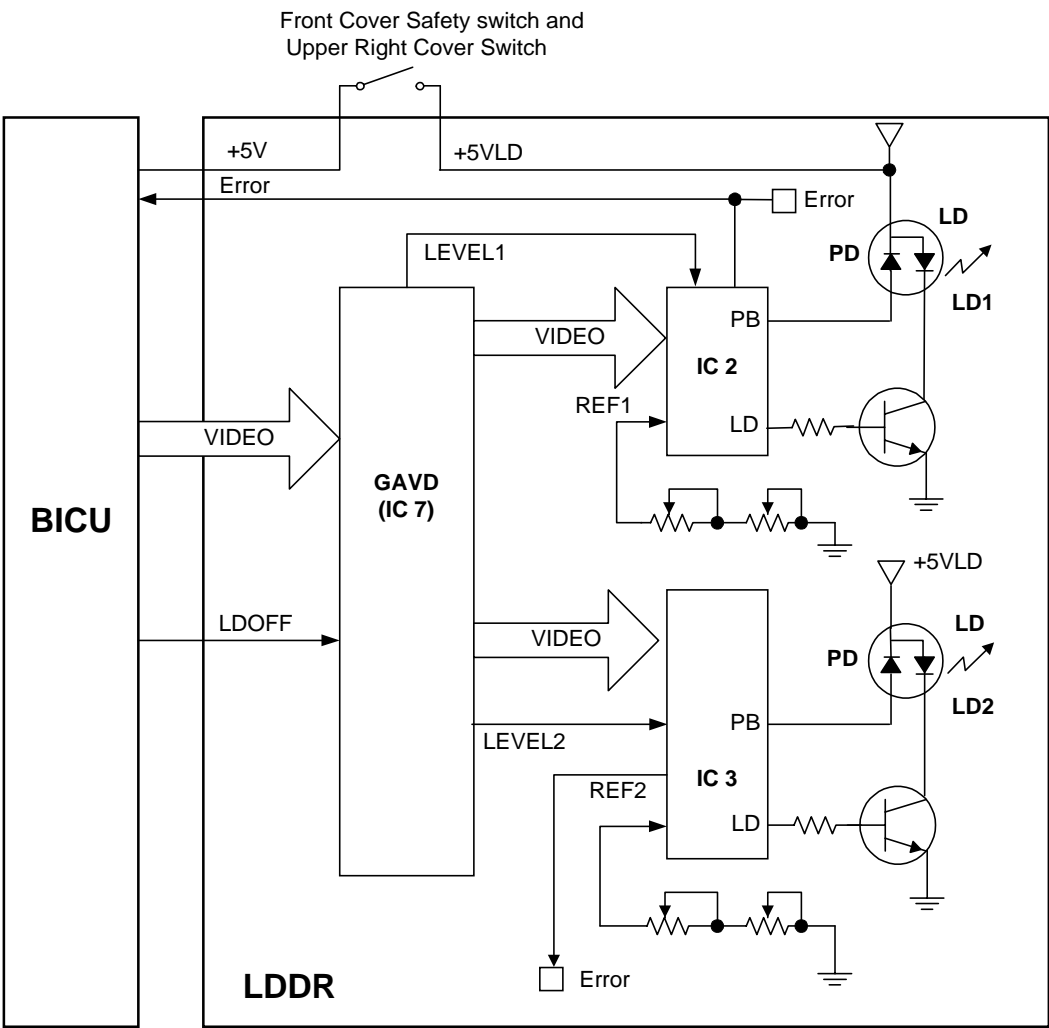 Front Cover Safety switch and
Upper Right Cover Switch
+5V
+5VLD
Error
Error
LD
PD
LD1
LEVEL1
VIDEO
PB
IC 2
REF1
LD
VIDEO
GAVD
(IC 7)
BICU
+5VLD
LDOFF
VIDEO
LD
PD
LD2
PB
LEVEL2
IC 3
REF2
LD
Error
LDDR